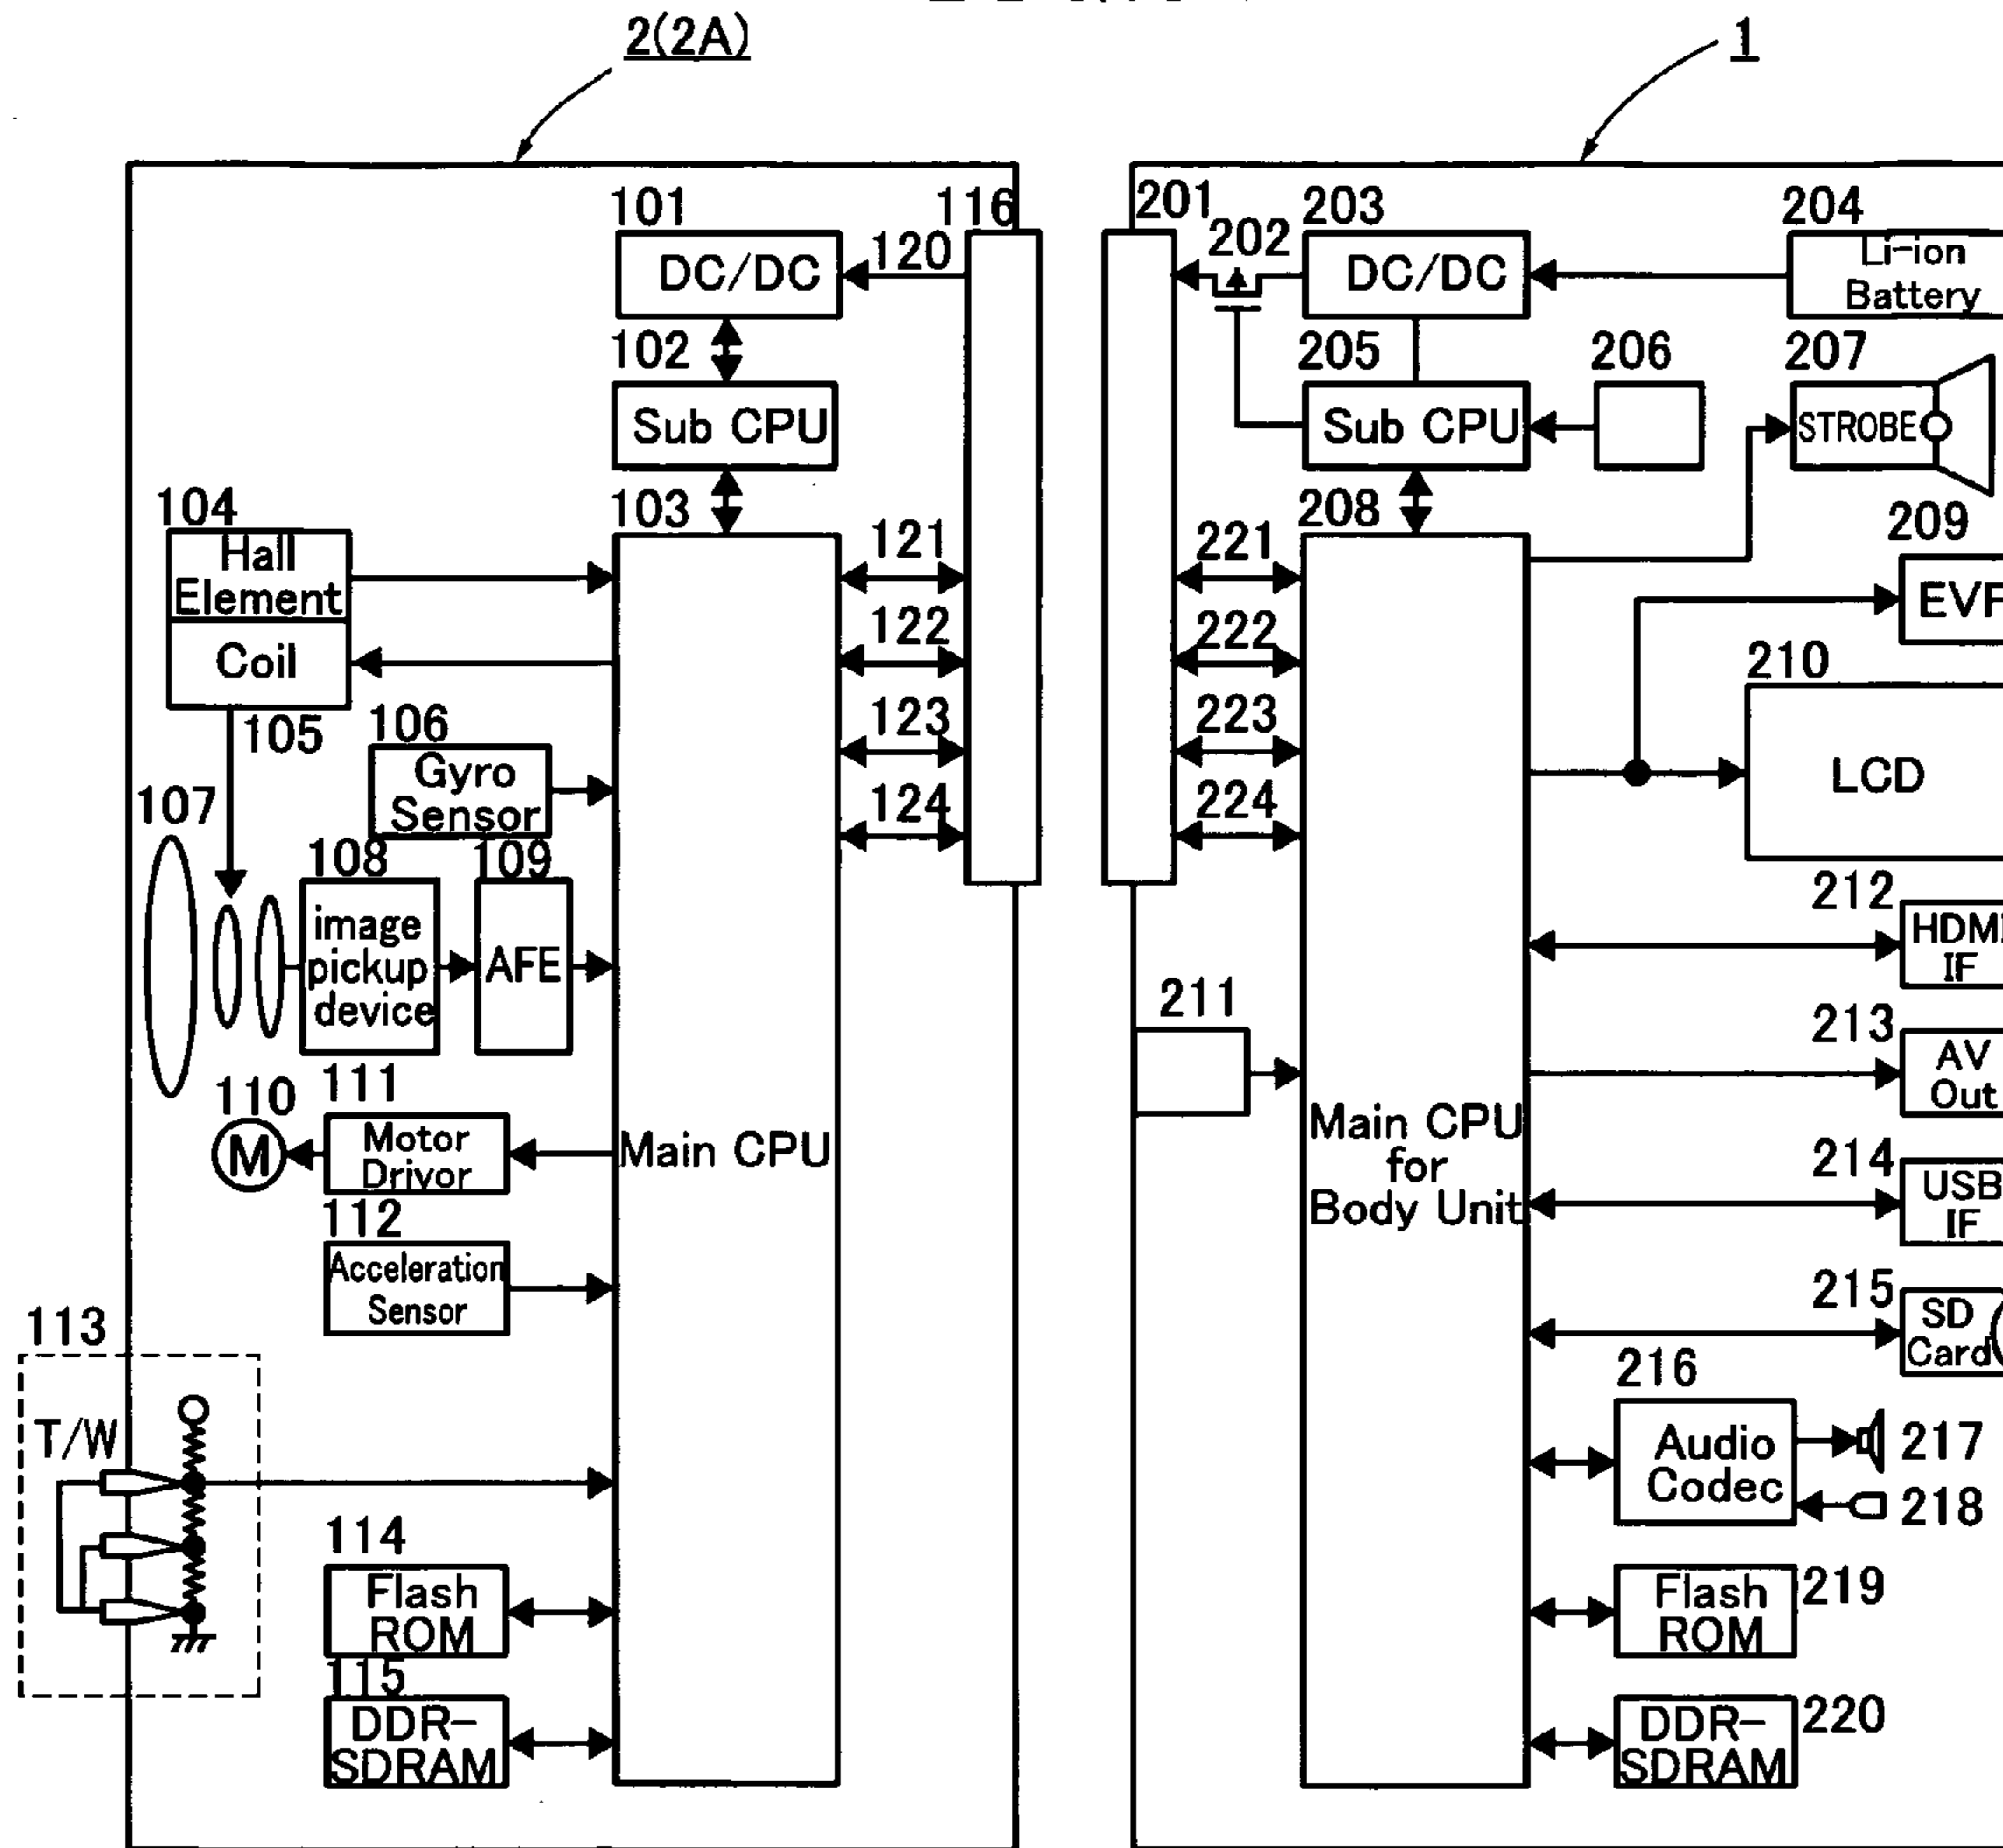 2(2A)
1
101
116
201
202
203
204
DC/DC
120
DC/DC
Li-ion
Battery
102
205
206
207
Sub CPU
Sub CPU
STROBE
104
103
208
209
Hall
Element
121
221
EVF
Coil
122
222
210
105
106
123
223
Gyro
Sensor
LCD
107
124
224
108
109
212
image
pickup
device
AFE
HDMI
IF
211
213
AV
Out
110
111
M
Motor
Drivor
Main CPU
Main CPU
for
Body Unit
214
USB
IF
112
Acceleration
Sensor
113
215
SD
Card
216
T/W
Audio
Codec
217
218
114
Flash
ROM
Flash
ROM
219
115
DDR-
SDRAM
DDR-
SDRAM
220